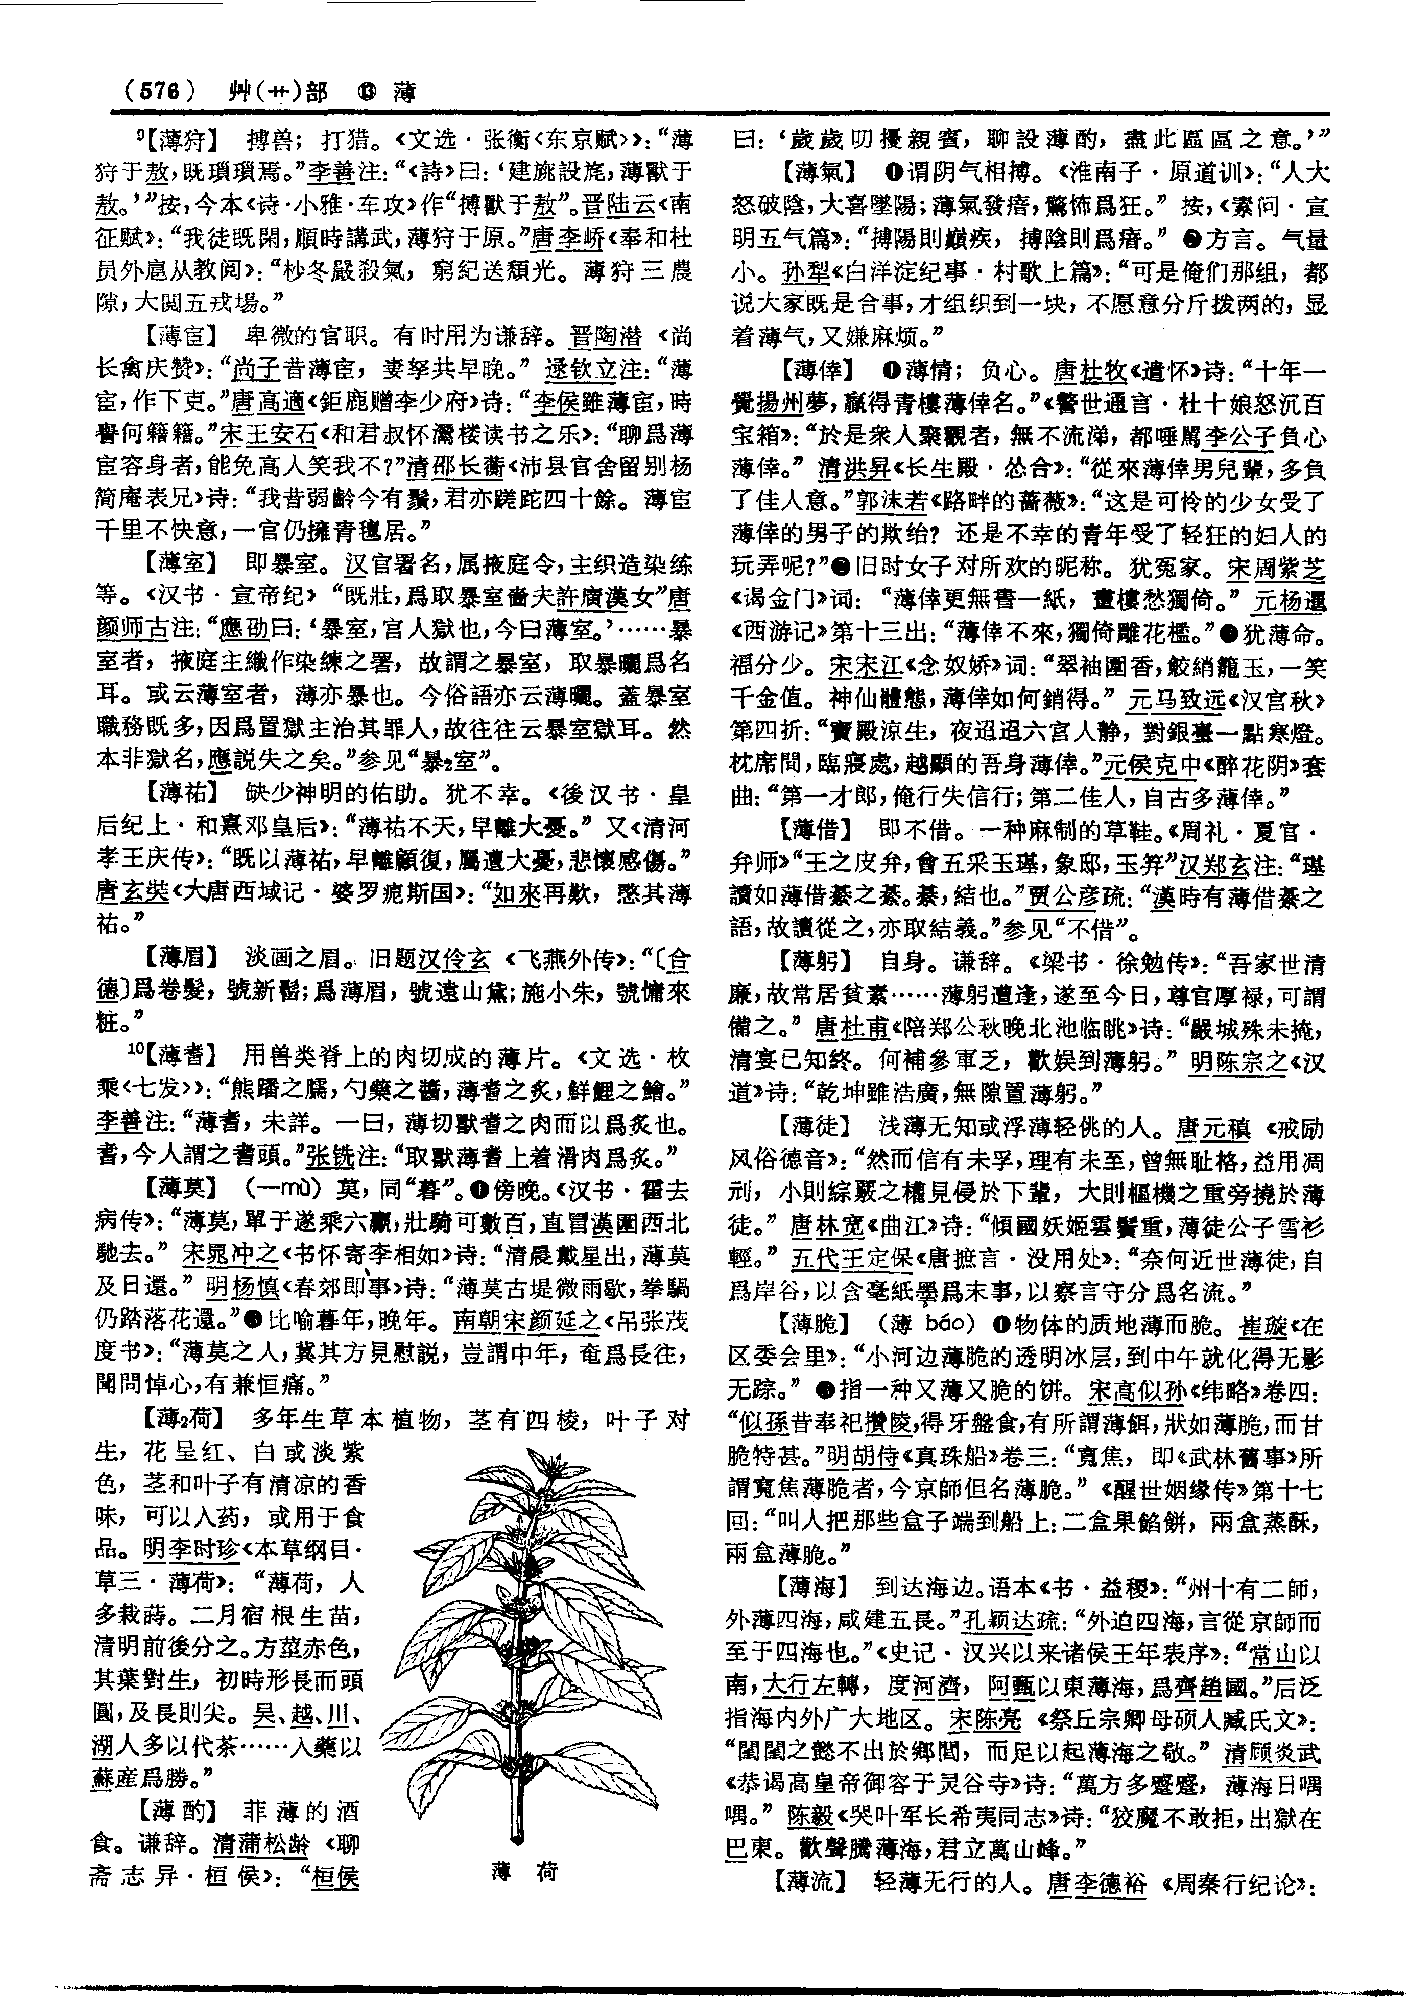 (576) 艸(艹)部 ⓭ 薄
⁹【薄狩】 搏兽；打猎。《文选·张衡〈东京赋〉》：“薄
狩于敖，既瑣瑣焉。”李善注：“《詩》曰：‘建旐設旄，薄獸于
敖。’”按，今本《诗·小雅·车攻》作“搏獸于敖”。晋陆云《南
征赋》：“我徒既閑，順時講武，薄狩于原。”唐李峤《奉和杜
员外扈从教阅》：“杪冬嚴殺氣，窮紀送頹光。薄狩三農
隙，大閲五戎場。”
【薄宦】 卑微的官职。有时用为谦辞。晋陶潜《尚
长禽庆赞》：“尚子昔薄宦，妻孥共早晚。”逯钦立注：“薄
宦，作下吏。”唐高適《鉅鹿赠李少府》诗：“李侯雖薄宦，時
譽何籍籍。”宋王安石《和君叔怀灊楼读书之乐》：“聊爲薄
宦容身者，能免高人笑我不？”清邵长蘅《沛县官舍留别杨
简庵表兄》诗：“我昔弱齡今有鬚，君亦蹉跎四十餘。薄宦
千里不快意，一官仍擁青氈居。”
【薄室】 即暴室。汉官署名，属掖庭令，主织造染练
等。《汉书·宣帝纪》“既壯，爲取暴室嗇夫許廣漢女”唐
颜师古注：“應劭曰：‘暴室，宫人獄也，今曰薄室。’……暴
室者，掖庭主織作染練之署，故謂之暴室，取暴曬爲名
耳。或云薄室者，薄亦暴也。今俗語亦云薄曬。蓋暴室
職務既多，因爲置獄主治其罪人，故往往云暴室獄耳。然
本非獄名，應説失之矣。”参见“暴₂室”。
【薄祐】 缺少神明的佑助。犹不幸。《後汉书·皇
后纪上·和熹邓皇后》：“薄祐不天，早離大憂。”又《清河
孝王庆传》：“既以薄祐，早離顧復，屬遭大憂，悲懷感傷。”
唐玄奘《大唐西域记·婆罗痆斯国》：“如來再歎，愍其薄
祐。”
【薄眉】 淡画之眉。旧题汉伶玄《飞燕外传》：“〔合
德〕爲卷髮，號新髻；爲薄眉，號遠山黛；施小朱，號慵來
粧。”
¹⁰【薄耆】 用兽类脊上的肉切成的薄片。《文选·枚
乘〈七发〉》：“熊蹯之臑，勺藥之醬，薄耆之炙，鮮鯉之鱠。”
李善注：“薄耆，未詳。一曰，薄切獸耆之肉而以爲炙也。
耆，今人謂之耆頭。”张铣注：“取獸薄耆上着滑肉爲炙。”
【薄莫】 （—mù）莫，同“暮”。❶傍晚。《汉书·霍去
病传》：“薄莫，單于遂乘六驘，壯騎可數百，直冒漢圍西北
馳去。”宋晁冲之《书怀寄李相如》诗：“清晨戴星出，薄莫
及日還。”明杨慎《春郊即事》诗：“薄莫古堤微雨歇，拳騧
仍踏落花還。”❷比喻暮年，晚年。南朝宋颜延之《吊张茂
度书》：“薄莫之人，冀其方見慰説，豈謂中年，奄爲長往，
聞問悼心，有兼恒痛。”
【薄₂荷】 多年生草本植物，茎有四棱，叶子对
生，花呈红、白或淡紫
色，茎和叶子有清凉的香
味，可以入药，或用于食
品。明李时珍《本草纲目·
草三·薄荷》：“薄荷，人
多栽蒔。二月宿根生苗，
清明前後分之。方莖赤色，
其葉對生，初時形長而頭
圓，及長則尖。吴、越、川、
湖人多以代茶……入藥以
蘇産爲勝。”
【薄酌】 菲薄的酒
食。谦辞。清蒲松龄《聊
斋志异·桓侯》：“桓侯
薄 荷
曰：‘歲歲叨擾親賓，聊設薄酌，盡此區區之意。’”
【薄氣】 ❶谓阴气相搏。《淮南子·原道训》：“人大
怒破陰，大喜墜陽；薄氣發瘖，驚怖爲狂。”按，《素问·宣
明五气篇》：“搏陽則巔疾，搏陰則爲瘖。”❷方言。气量
小。孙犁《白洋淀纪事·村歌上篇》：“可是俺们那组，都
说大家既是合事，才组织到一块，不愿意分斤拨两的，显
着薄气，又嫌麻烦。”
【薄倖】 ❶薄情；负心。唐杜牧《遣怀》诗：“十年一
覺揚州夢，贏得青樓薄倖名。”《警世通言·杜十娘怒沉百
宝箱》：“於是衆人聚觀者，無不流涕，都唾駡李公子負心
薄倖。”清洪昇《长生殿·怂合》：“從來薄倖男兒輩，多負
了佳人意。”郭沫若《路畔的蔷薇》：“这是可怜的少女受了
薄倖的男子的欺绐？还是不幸的青年受了轻狂的妇人的
玩弄呢？”❷旧时女子对所欢的昵称。犹冤家。宋周紫芝
《谒金门》词：“薄倖更無書一紙，畫樓愁獨倚。”元杨暹
《西游记》第十三出：“薄倖不來，獨倚雕花檻。”❸犹薄命。
福分少。宋宋江《念奴娇》词：“翠袖圍香，鮫綃籠玉，一笑
千金值。神仙體態，薄倖如何銷得。”元马致远《汉宫秋》
第四折：“寶殿涼生，夜迢迢六宫人静，對銀臺一點寒燈。
枕席間，臨寢處，越顯的吾身薄倖。”元侯克中《醉花阴》套
曲：“第一才郎，俺行失信行；第二佳人，自古多薄倖。”
【薄借】 即不借。一种麻制的草鞋。《周礼·夏官·
弁师》“王之皮弁，會五采玉璂，象邸，玉笄”汉郑玄注：“璂
讀如薄借綦之綦。綦，結也。”贾公彦疏：“漢時有薄借綦之
語，故讀從之，亦取結義。”参见“不借”。
【薄躬】 自身。谦辞。《梁书·徐勉传》：“吾家世清
廉，故常居貧素……薄躬遭逢，遂至今日，尊官厚禄，可謂
備之。”唐杜甫《陪郑公秋晚北池临眺》诗：“嚴城殊未掩，
清宴已知終。何補參軍乏，歡娱到薄躬。”明陈宗之《汉
道》诗：“乾坤雖浩廣，無隙置薄躬。”
【薄徒】 浅薄无知或浮薄轻佻的人。唐元稹《戒励
风俗德音》：“然而信有未孚，理有未至，曾無耻格，益用凋
刓，小則綜覈之權見侵於下輩，大則樞機之重旁撓於薄
徒。”唐林宽《曲江》诗：“傾國妖姬雲鬢重，薄徒公子雪衫
輕。”五代王定保《唐摭言·没用处》：“奈何近世薄徒，自
爲岸谷，以含毫紙墨爲末事，以察言守分爲名流。”
【薄脆】 （薄 báo）❶物体的质地薄而脆。崔璇《在
区委会里》：“小河边薄脆的透明冰层，到中午就化得无影
无踪。”❷指一种又薄又脆的饼。宋高似孙《纬略》卷四：
“似孫昔奉祀攢陵，得牙盤食，有所謂薄餌，狀如薄脆，而甘
脆特甚。”明胡侍《真珠船》卷三：“寬焦，即《武林舊事》所
謂寬焦薄脆者，今京師但名薄脆。”《醒世姻缘传》第十七
回：“叫人把那些盒子端到船上：二盒果餡餅，兩盒蒸酥，
兩盒薄脆。”
【薄海】 到达海边。语本《书·益稷》：“州十有二師，
外薄四海，咸建五長。”孔颖达疏：“外迫四海，言從京師而
至于四海也。”《史记·汉兴以来诸侯王年表序》：“常山以
南，大行左轉，度河濟，阿甄以東薄海，爲齊趙國。”后泛
指海内外广大地区。宋陈亮《祭丘宗卿母硕人臧氏文》：
“閨閫之懿不出於鄉閭，而足以起薄海之敬。”清顾炎武
《恭谒高皇帝御容于灵谷寺》诗：“萬方多蹙蹙，薄海日喁
喁。”陈毅《哭叶军长希夷同志》诗：“狡魔不敢拒，出獄在
巴東。歡聲騰薄海，君立萬山峰。”
【薄流】 轻薄无行的人。唐李德裕《周秦行纪论》：